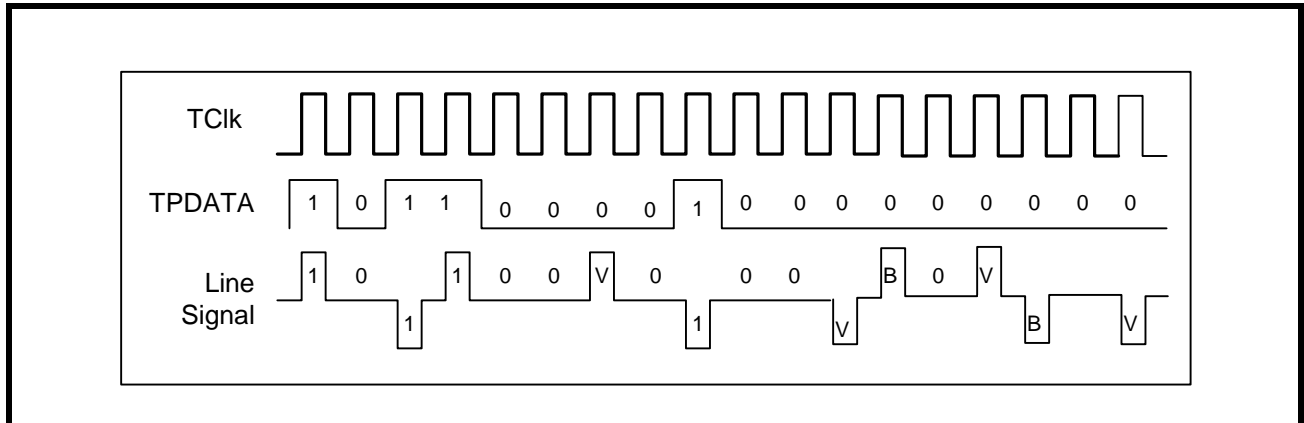 TClk
TPDATA 1 0 1 1 0 0 0 0 1 0 0 0 0 0 0 0 0
Line Signal 1 0 1 1 0 0 V 0 1 0 0 V B 0 V B V